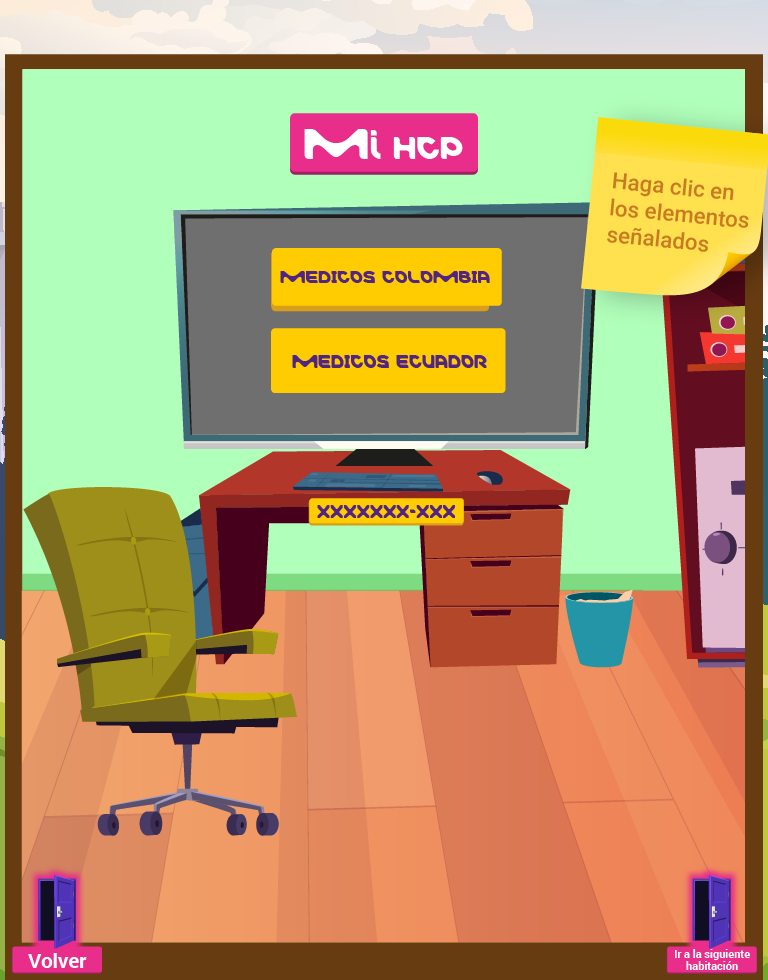 Mi HCP
Haga clic en
los elementos
señalados
MEDICOS COLOMBIA
MEDICOS ECUADOR
XXXXXXX-XXX
Volver
Ir a la siguiente
habitación